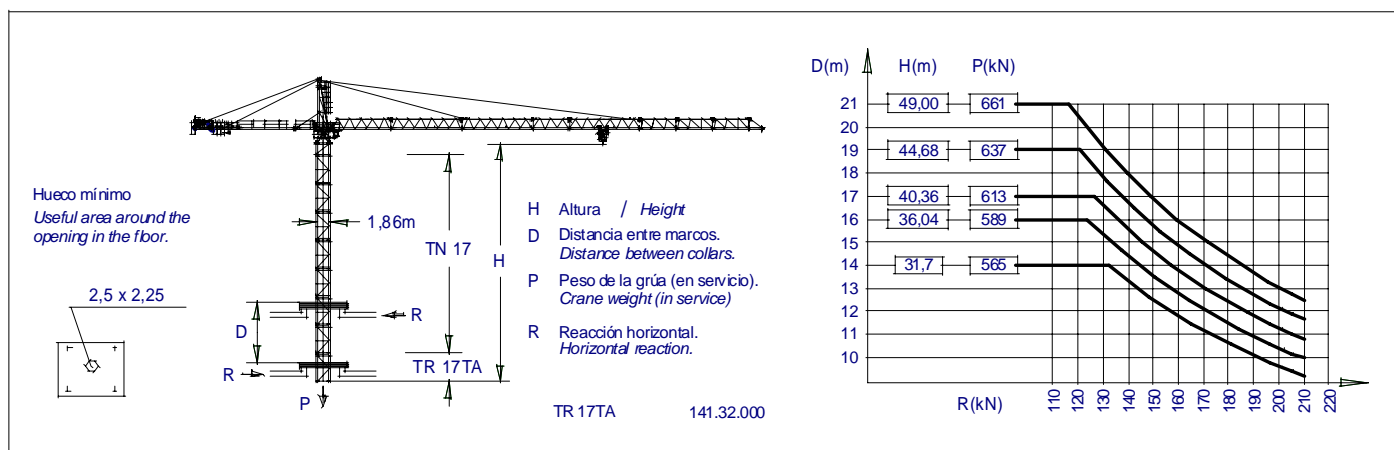 Hueco mínimo
Useful area around the
opening in the floor.
2,5 x 2,25
1,86m
TN 17
H
D
R
R
TR 17TA
P
H Altura / Height
D Distancia entre marcos.
Distance between collars.
P Peso de la grúa (en servicio).
Crane weight (in service)
R Reacción horizontal.
Horizontal reaction.
TR 17TA 141.32.000
D(m) H(m) P(kN)
21 49,00 661
20
19 44,68 637
18
17 40,36 613
16 36,04 589
15
14 31,7 565
13
12
11
10
R(kN) 110 120 130 140 150 160 170 180 190 200 210 220